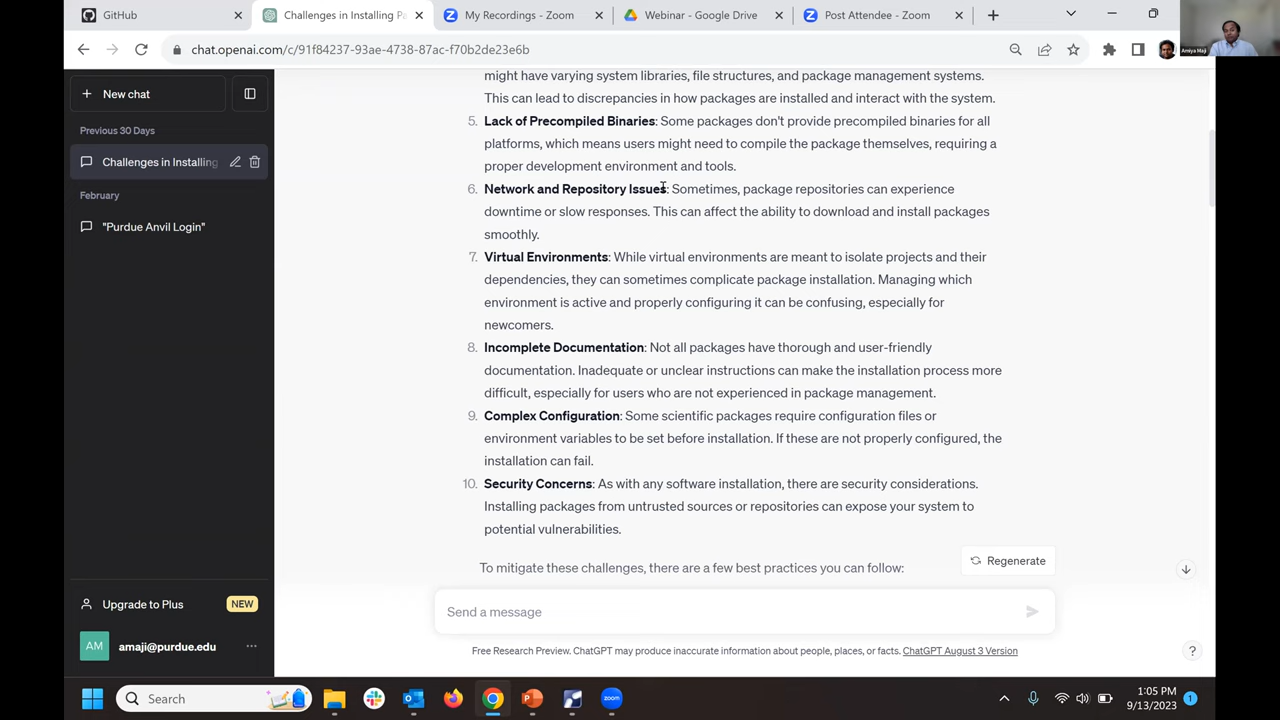 GitHub
Challenges in Installing Pa
My Recordings - Zoom
Webinar - Google Drive
Post Attendee - Zoom
chat.openai.com/c/91f84237-93ae-4738-87ac-f70b2de23e6b
Amiya Maji
New chat
Previous 30 Days
Challenges in Installing
February
"Purdue Anvil Login"
Upgrade to Plus
NEW
AM
amaji@purdue.edu
might have varying system libraries, file structures, and package management systems.
This can lead to discrepancies in how packages are installed and interact with the system.
5. Lack of Precompiled Binaries: Some packages don't provide precompiled binaries for all
platforms, which means users might need to compile the package themselves, requiring a
proper development environment and tools.
6. Network and Repository Issues: Sometimes, package repositories can experience
downtime or slow responses. This can affect the ability to download and install packages
smoothly.
7. Virtual Environments: While virtual environments are meant to isolate projects and their
dependencies, they can sometimes complicate package installation. Managing which
environment is active and properly configuring it can be confusing, especially for
newcomers.
8. Incomplete Documentation: Not all packages have thorough and user-friendly
documentation. Inadequate or unclear instructions can make the installation process more
difficult, especially for users who are not experienced in package management.
9. Complex Configuration: Some scientific packages require configuration files or
environment variables to be set before installation. If these are not properly configured, the
installation can fail.
10. Security Concerns: As with any software installation, there are security considerations.
Installing packages from untrusted sources or repositories can expose your system to
potential vulnerabilities.
To mitigate these challenges, there are a few best practices you can follow:
Regenerate
Send a message
Free Research Preview. ChatGPT may produce inaccurate information about people, places, or facts. ChatGPT August 3 Version
?
Search
1:05 PM
9/13/2023
1